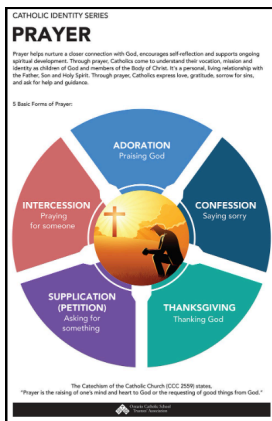 CATHOLIC IDENTITY SERIES
PRAYER
Prayer helps nurture a closer connection with God, encourages self-reflection and supports ongoing
spiritual development. Through prayer, Catholics come to understand their vocation, mission and
identity as children of God and members of the Body of Christ. It's a personal, living relationship with
the Father, Son and Holy Spirit. Through prayer, Catholics express love, gratitude, sorrow for sins,
and ask for help and guidance.
5 Basic Forms of Prayer:
ADORATION
Praising God
INTERCESSION
Praying
for someone
CONFESSION
Saying sorry
SUPPLICATION
(PETITION)
Asking for
something
THANKSGIVING
Thanking God
The Catechism of the Catholic Church (CCC 2559) states,
"Prayer is the raising of one's mind and heart to God or the requesting of good things from God."
Ontario Catholic School
Trustees' Association